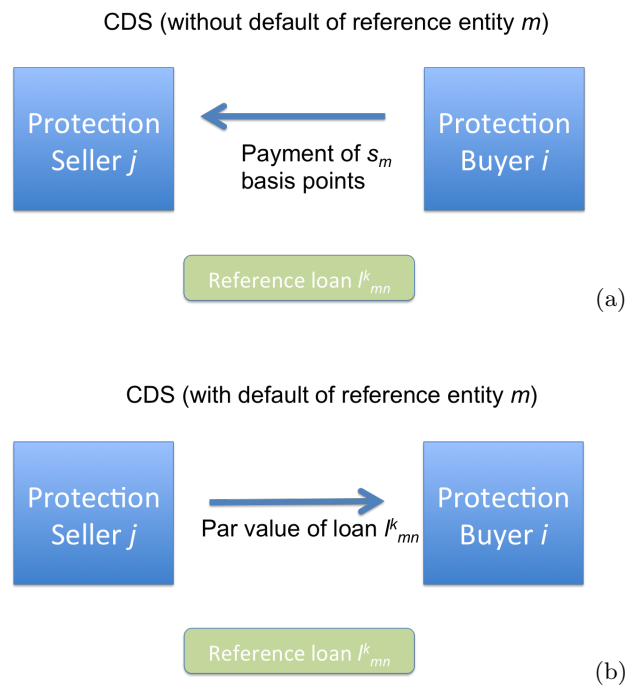 CDS (without default of reference entity m)
Protection
Seller j
Payment of sₘ
basis points
Protection
Buyer i
Reference loan lᵏₘₙ
(a)
CDS (with default of reference entity m)
Protection
Seller j
Par value of loan lᵏₘₙ
Protection
Buyer i
Reference loan lᵏₘₙ
(b)